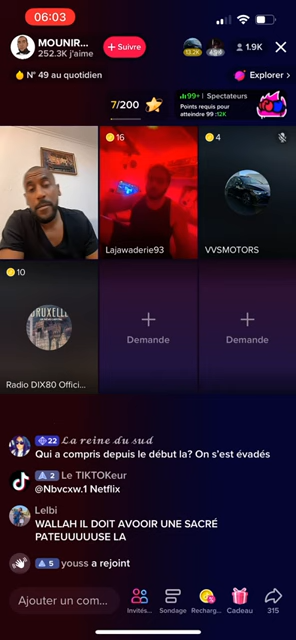 06:03
MOUNIR...
252.3K j'aime
+ Suivre
1.9K
N° 49 au quotidien
Explorer >
7/200
99+ | Spectateurs
Points requis pour
atteindre 99 :12K
16
4
Lajawaderie93
VVSMOTORS
10
BRUXELL
Radio DIX80 Offici...
Demande
Demande
22 La reine du sud
Qui a compris depuis le début la? On s'est évadés
2 Le TIKTOKeur
@Nbvcxw.1 Netflix
Lelbi
WALLAH IL DOIT AVOOIR UNE SACRÉ
PATEUUUUUSE LA
5 youss a rejoint
Ajouter un com...
Invités...
Sondage
Recharg...
Cadeau
315